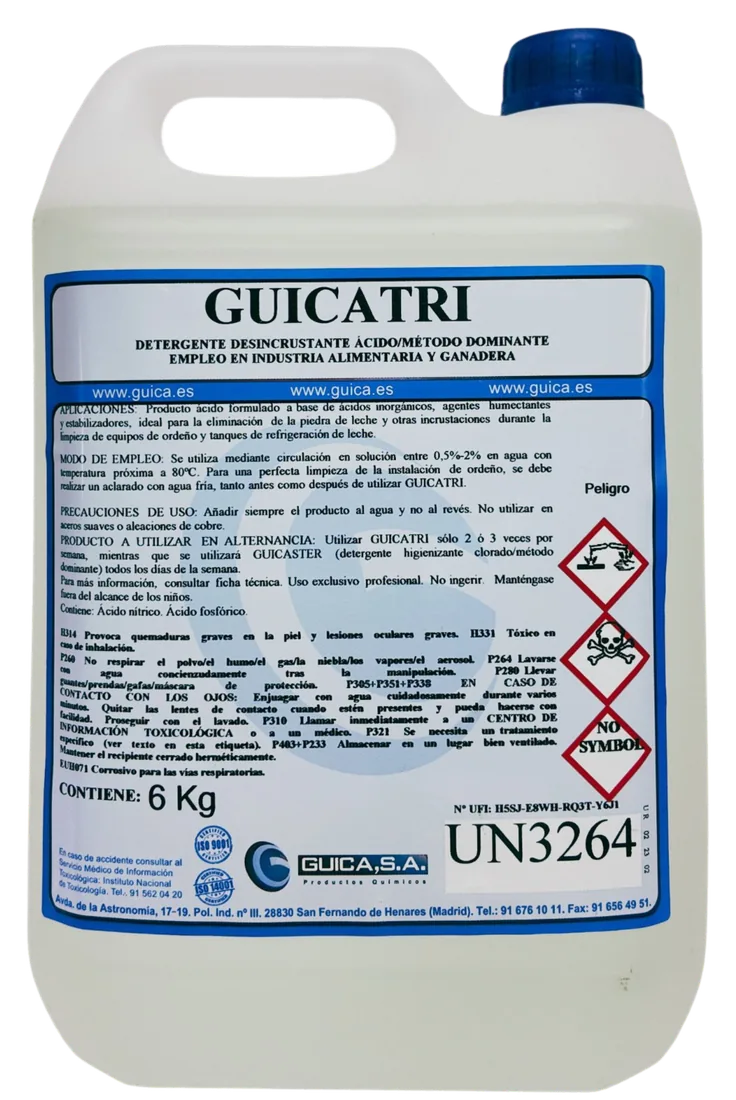 GUICATRI
DETERGENTE DESINCRUSTANTE ÁCIDO/MÉTODO DOMINANTE
EMPLEO EN INDUSTRIA ALIMENTARIA Y GANADERA
www.guica.es www.guica.es www.guica.es
APLICACIONES: Producto ácido formulado a base de ácidos inorgánicos, agentes humectantes
y estabilizadores, ideal para la eliminación de la piedra de leche y otras incrustaciones durante la
limpieza de equipos de ordeño y tanques de refrigeración de leche.
MODO DE EMPLEO: Se utiliza mediante circulación en solución entre 0,5%-2% en agua con
temperatura próxima a 80ºC. Para una perfecta limpieza de la instalación de ordeño, se debe
realizar un aclarado con agua fría, tanto antes como después de utilizar GUICATRI.
Peligro
PRECAUCIONES DE USO: Añadir siempre el producto al agua y no al revés. No utilizar en
aceros suaves o aleaciones de cobre.
PRODUCTO A UTILIZAR EN ALTERNANCIA: Utilizar GUICATRI sólo 2 ó 3 veces por
semana, mientras que se utilizará GUICASTER (detergente higienizante clorado/método
dominante) todos los días de la semana.
Para más información, consultar ficha técnica. Uso exclusivo profesional. No ingerir. Manténgase
fuera del alcance de los niños.
Contiene: Ácido nítrico. Ácido fosfórico.
H314 Provoca quemaduras graves en la piel y lesiones oculares graves. H331 Tóxico en
caso de inhalación.
P260 No respirar el polvo/el humo/el gas/la niebla/los vapores/el aerosol. P264 Lavarse
con agua concienzudamente tras la manipulación. P280 Llevar
guantes/prendas/gafas/máscara de protección. P305+P351+P338 EN CASO DE
CONTACTO CON LOS OJOS: Enjuagar con agua cuidadosamente durante varios
minutos. Quitar las lentes de contacto cuando estén presentes y pueda hacerse con
facilidad. Proseguir con el lavado. P310 Llamar inmediatamente a un CENTRO DE
INFORMACIÓN TOXICOLÓGICA o a un médico. P321 Se necesita un tratamiento
específico (ver texto en esta etiqueta). P403+P233 Almacenar en un lugar bien ventilado.
Mantener el recipiente cerrado herméticamente.
EUH071 Corrosivo para las vías respiratorias.
NO
SYMBOL
CONTIENE: 6 Kg
Nº UFI: H5SJ-E8WH-RQ3T-Y6J1
UN3264
UR 02 23 02
En caso de accidente consultar al
Servicio Médico de Información
Toxicológica: Instituto Nacional
de Toxicología. Tel.. 91 562 04 20
CERTIFIED
ISO 9001
CERTIFIED
CERTIFIED
ISO 14001
CERTIFIED
GUICA,S.A.
Productos Químicos
Avda. de la Astronomía, 17-19. Pol. Ind. nº III. 28830 San Fernando de Henares (Madrid). Tel.: 91 676 10 11. Fax: 91 656 49 51.